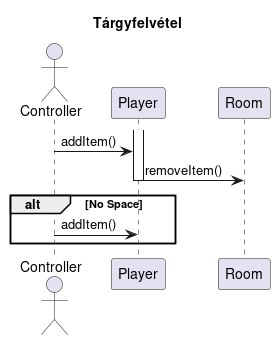 Tárgyfelvétel
Controller
Player
Room
addItem()
removeItem()
alt
[No Space]
addItem()
Controller
Player
Room